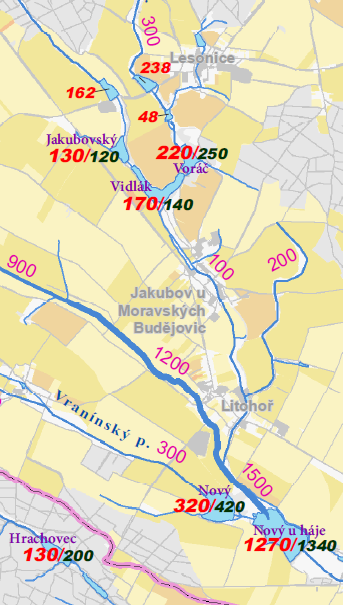 300
Lesonice
238
162
48
Jakubovský
130/120
220/250
Voráč
Vidlák
170/140
200
100
900
Jakubov u
Moravských
Budějovic
1200
Litohoř
Vranínský p.
300
1500
Nový
320/420
Nový u háje
1270/1340
Hrachovec
130/200